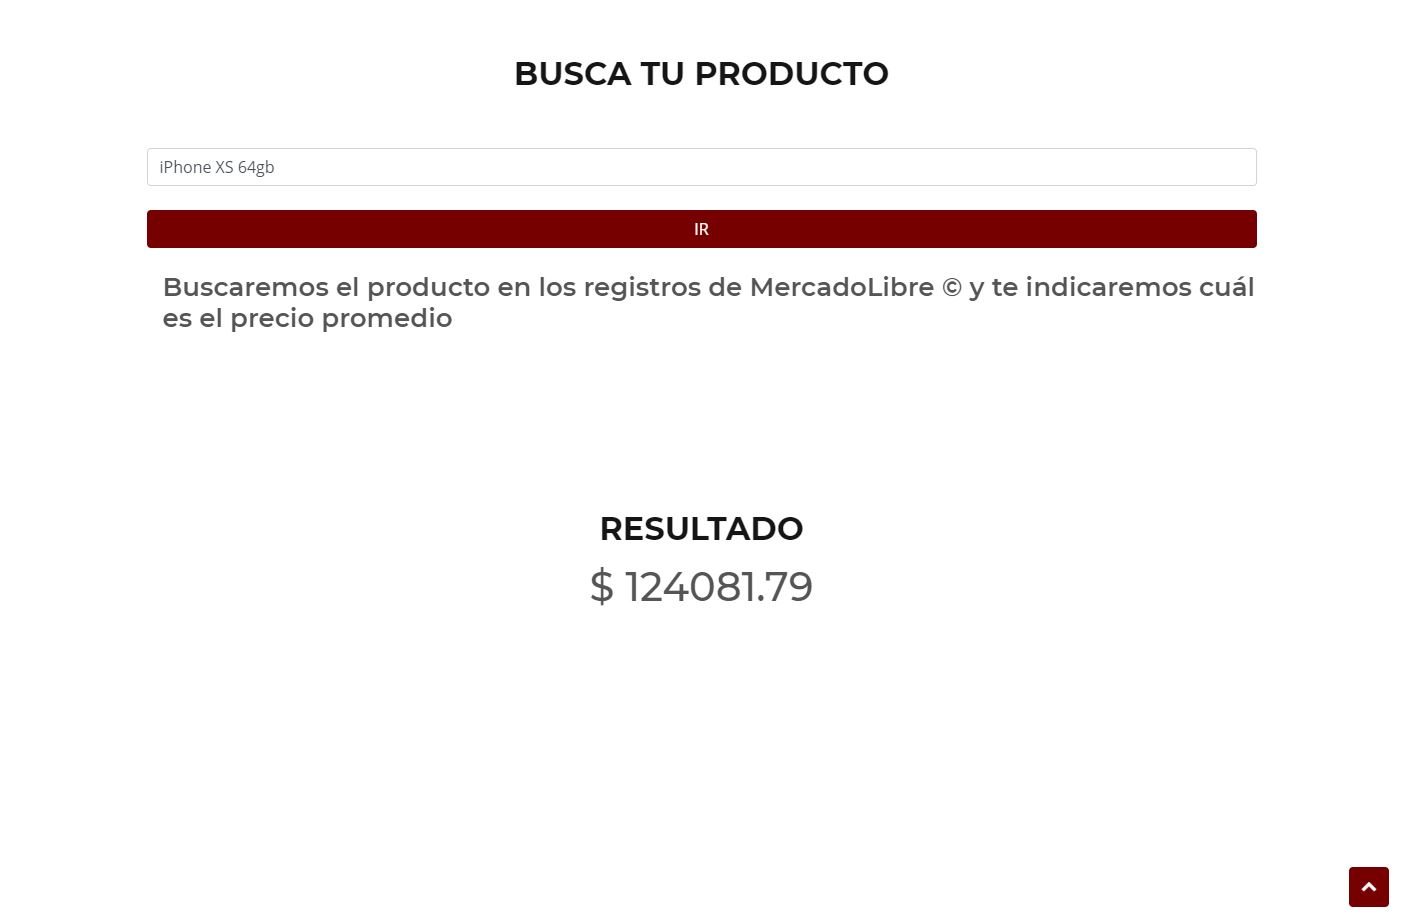 BUSCA TU PRODUCTO
iPhone XS 64gb
IR
Buscaremos el producto en los registros de MercadoLibre © y te indicaremos cuál
es el precio promedio
RESULTADO
$ 124081.79